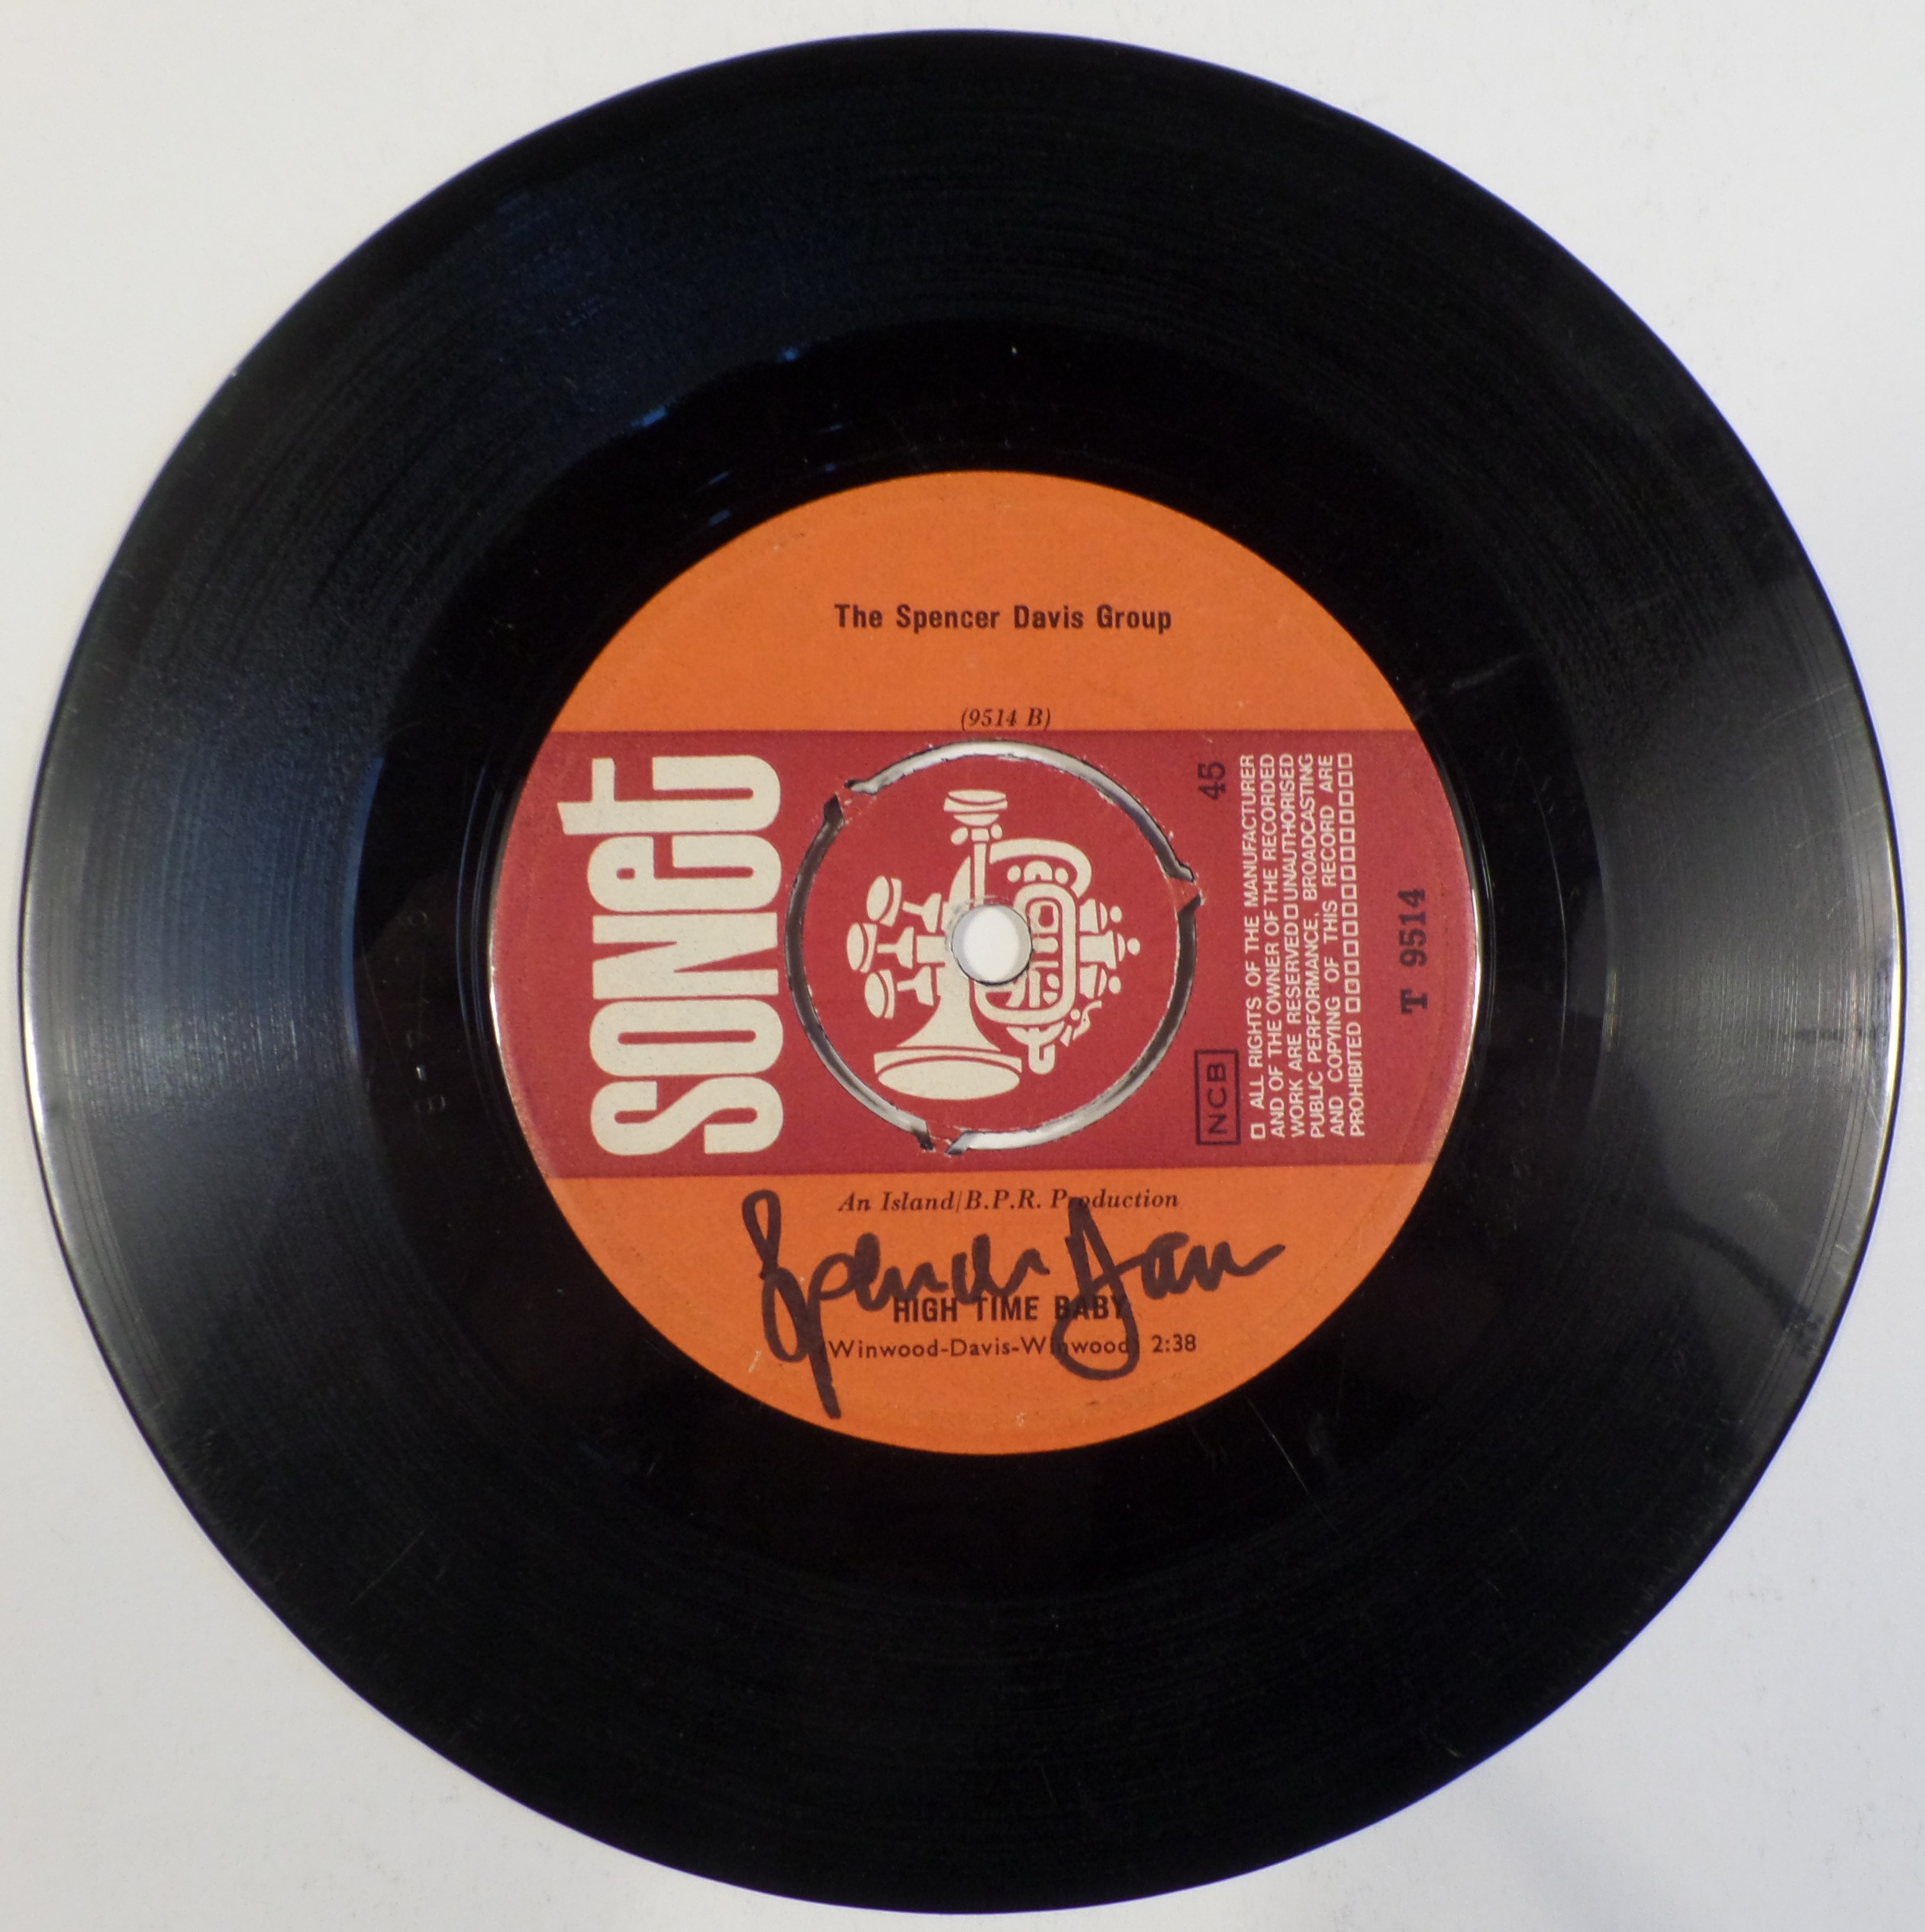 The Spencer Davis Group
(9514 B)
SONET
45
NCB
□ ALL RIGHTS OF THE MANUFACTURER
AND OF THE OWNER OF THE RECORDED
WORK ARE RESERVED □ UNAUTHORISED
PUBLIC PERFORMANCE, BROADCASTING
AND COPYING OF THIS RECORD ARE
PROHIBITED □□□□□□□□□□□□□
T 9514
An Island/B.P.R. Production
Spencer Davis
HIGH TIME BABY
(Winwood-Davis-Winwood) 2:38